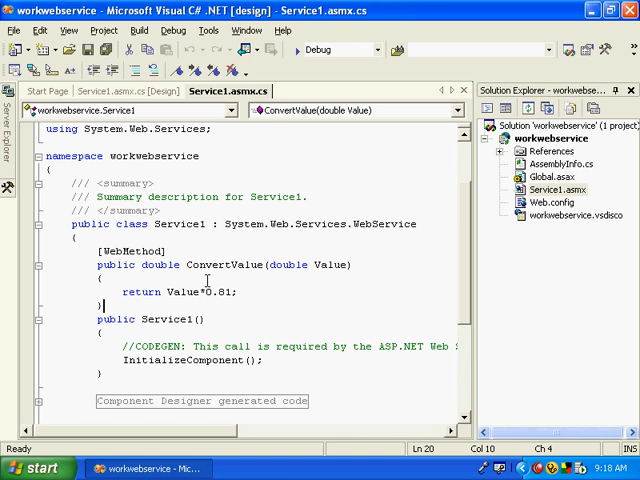 workwebservice - Microsoft Visual C# .NET [design] - Service1.asmx.cs
File Edit View Project Build Debug Tools Window Help
Debug
Start Page Service1.asmx.cs [Design] Service1.asmx.cs
Solution Explorer - workwebserv...
workwebservice.Service1 ConvertValue(double Value)
Server Explorer
using System.Web.Services;
namespace workwebservice
{
/// <summary>
/// Summary description for Service1.
/// </summary>
public class Service1 : System.Web.Services.WebService
{
[WebMethod]
public double ConvertValue(double Value)
{
return Value*0.81;
}
public Service1()
{
//CODEGEN: This call is required by the ASP.NET Web S
InitializeComponent();
}
Component Designer generated code
Solution 'workwebservice' (1 project)
workwebservice
References
AssemblyInfo.cs
Global.asax
Service1.asmx
Web.config
workwebservice.vsdisco
Ready Ln 20 Col 10 Ch 4 INS
start workwebservice - Mic... 9:18 AM